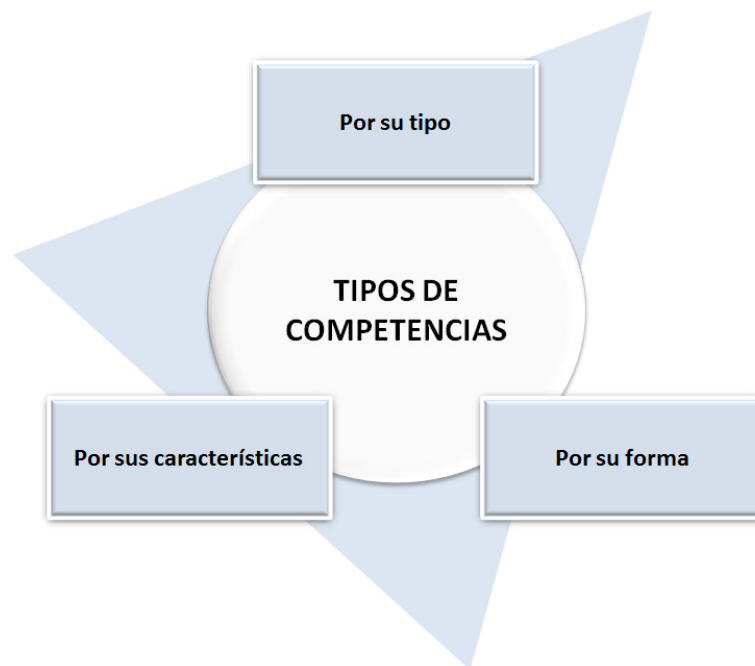 Por su tipo
TIPOS DE
COMPETENCIAS
Por sus características
Por su forma